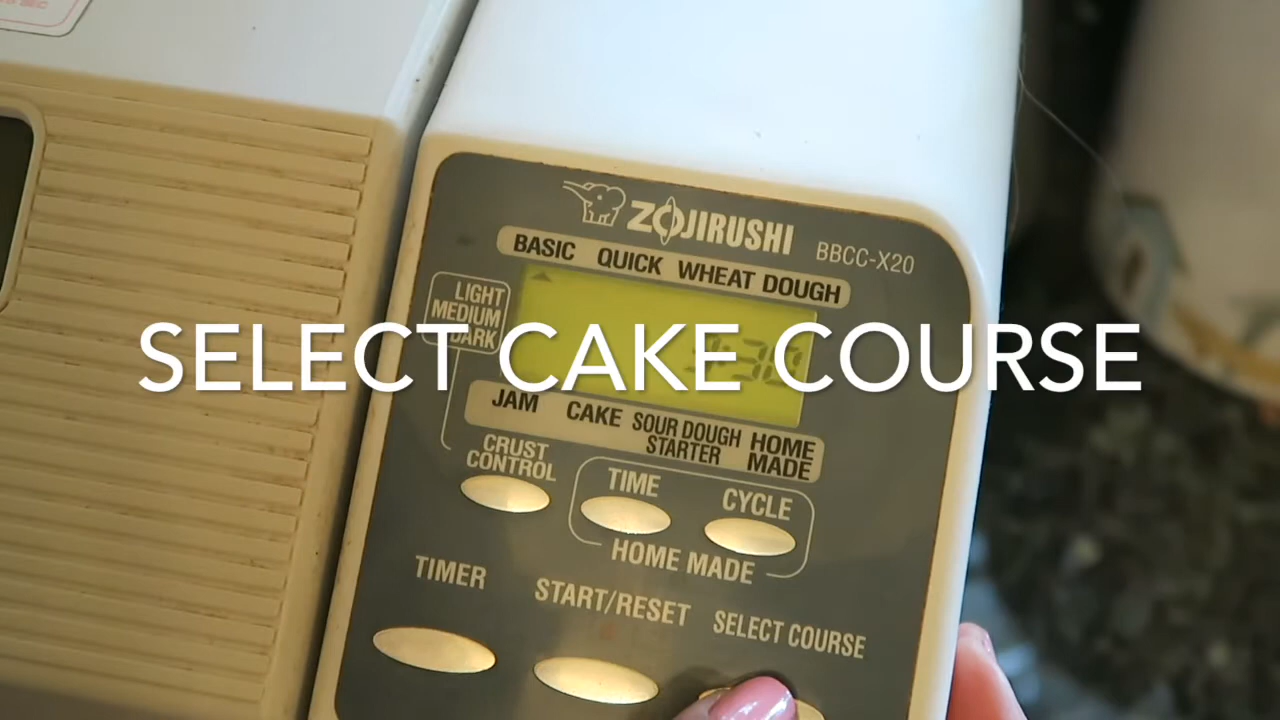 ZOJIRUSHI BBCC-X20
BASIC QUICK WHEAT DOUGH
LIGHT
MEDIUM
DARK
SELECT CAKE COURSE
JAM CAKE SOUR DOUGH STARTER HOME MADE
CRUST CONTROL
TIME CYCLE
HOME MADE
TIMER START/RESET SELECT COURSE